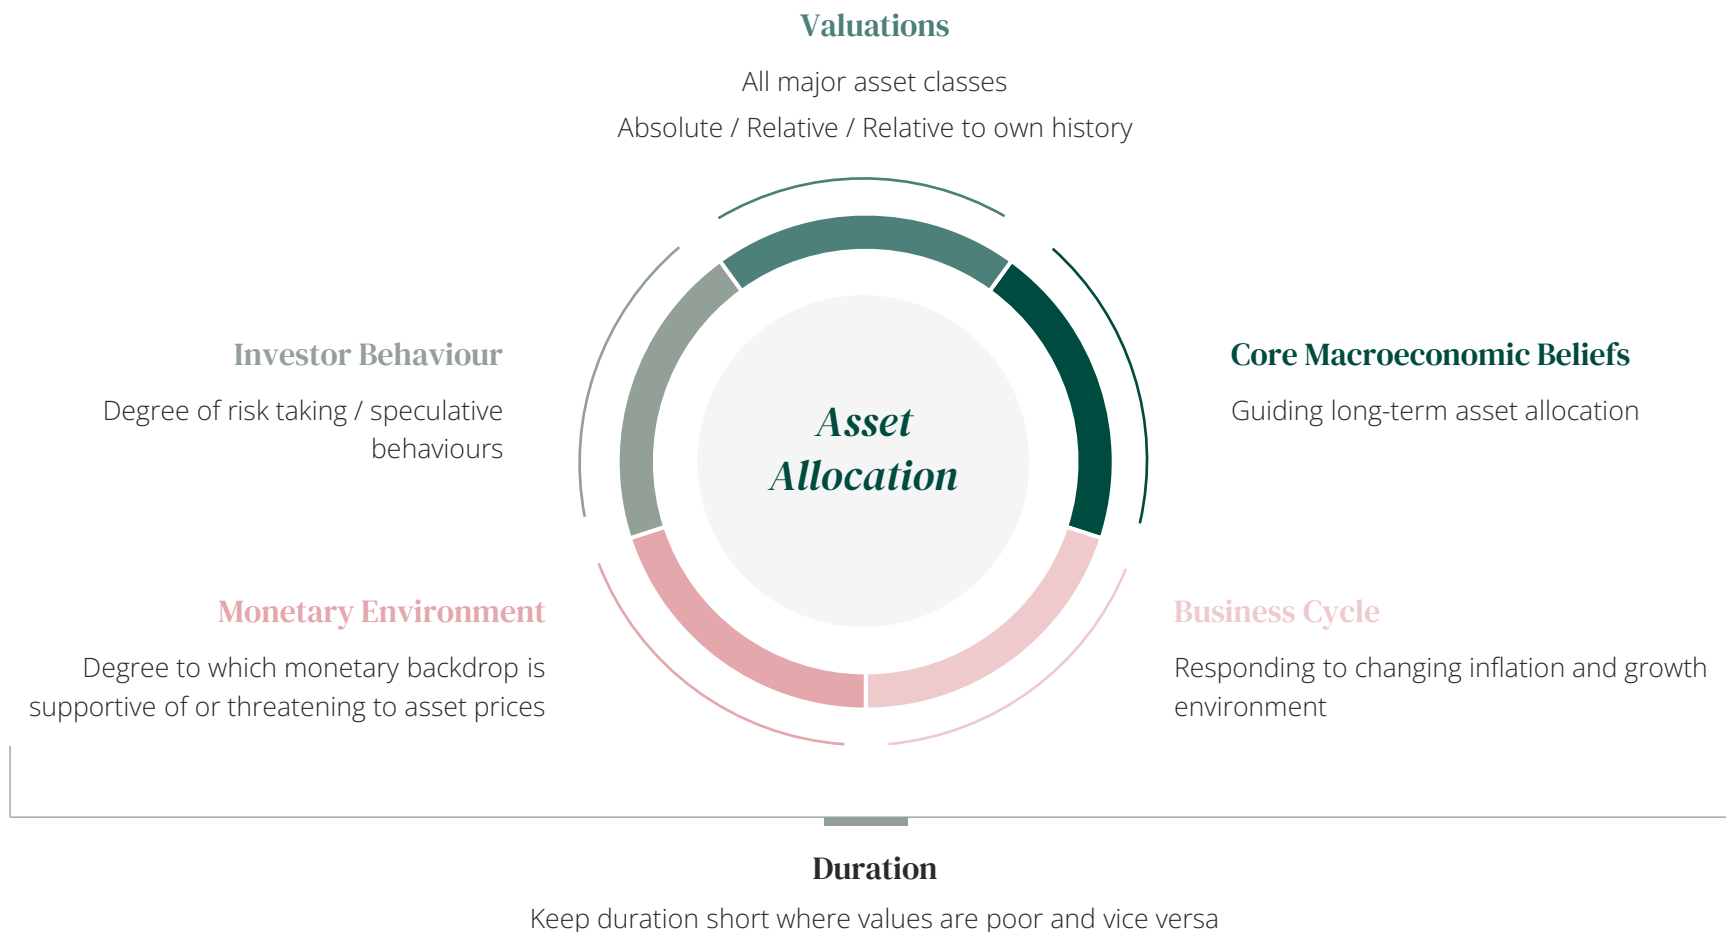 Valuations
All major asset classes
Absolute / Relative / Relative to own history
Investor Behaviour
Degree of risk taking / speculative
behaviours
Asset
Allocation
Core Macroeconomic Beliefs
Guiding long-term asset allocation
Monetary Environment
Degree to which monetary backdrop is
supportive of or threatening to asset prices
Business Cycle
Responding to changing inflation and growth
environment
Duration
Keep duration short where values are poor and vice versa